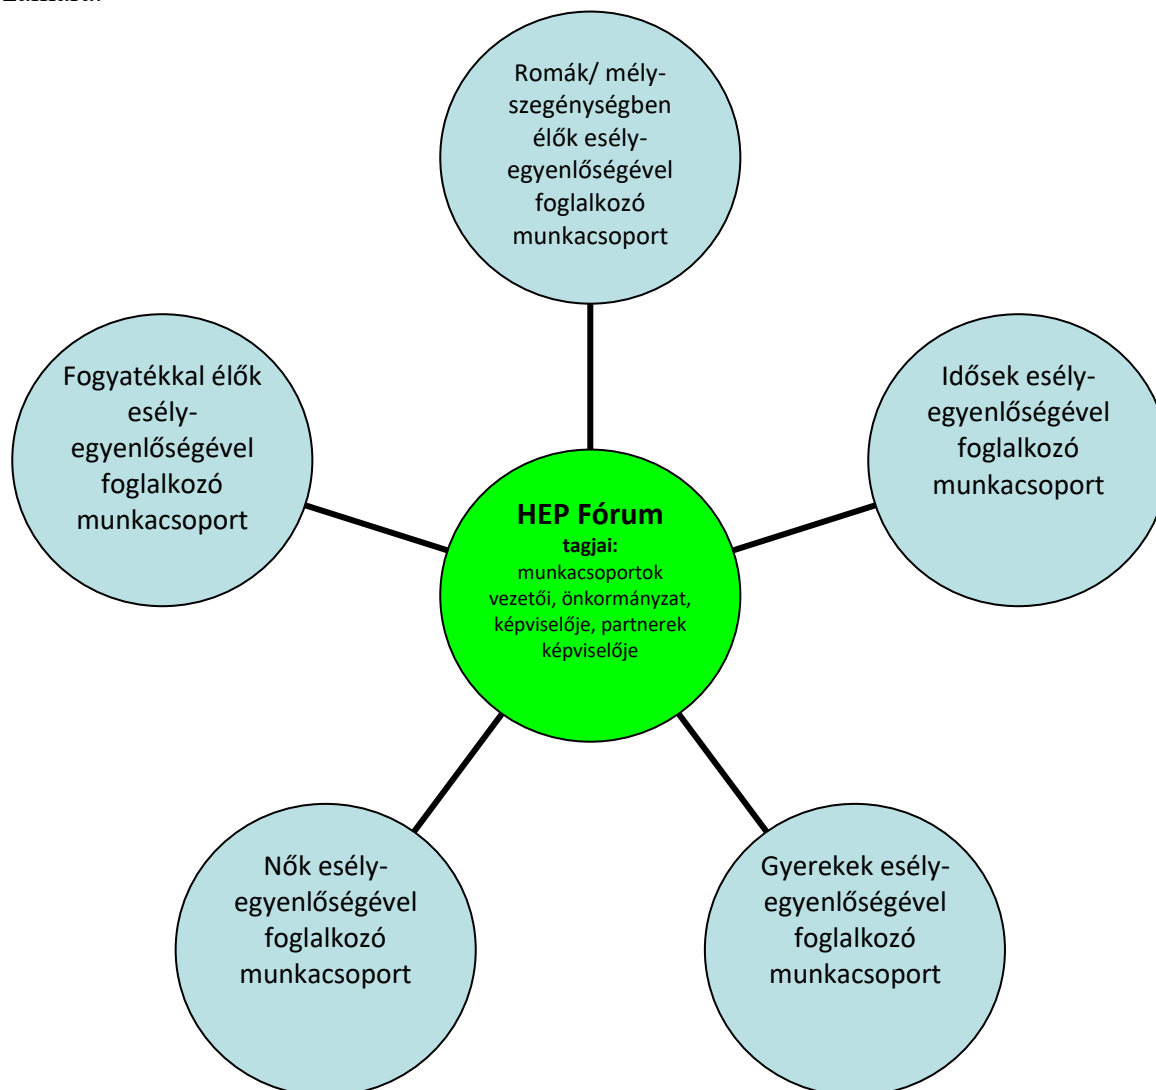 Romák/ mély-
szegénységben
élők esély-
egyenlőségével
foglalkozó
munkacsoport
Fogyatékkal élők
esély-
egyenlőségével
foglalkozó
munkacsoport
Idősek esély-
egyenlőségével
foglalkozó
munkacsoport
HEP Fórum
tagjai:
munkacsoportok
vezetői, önkormányzat,
képviselője, partnerek
képviselője
Nők esély-
egyenlőségével
foglalkozó
munkacsoport
Gyerekek esély-
egyenlőségével
foglalkozó
munkacsoport